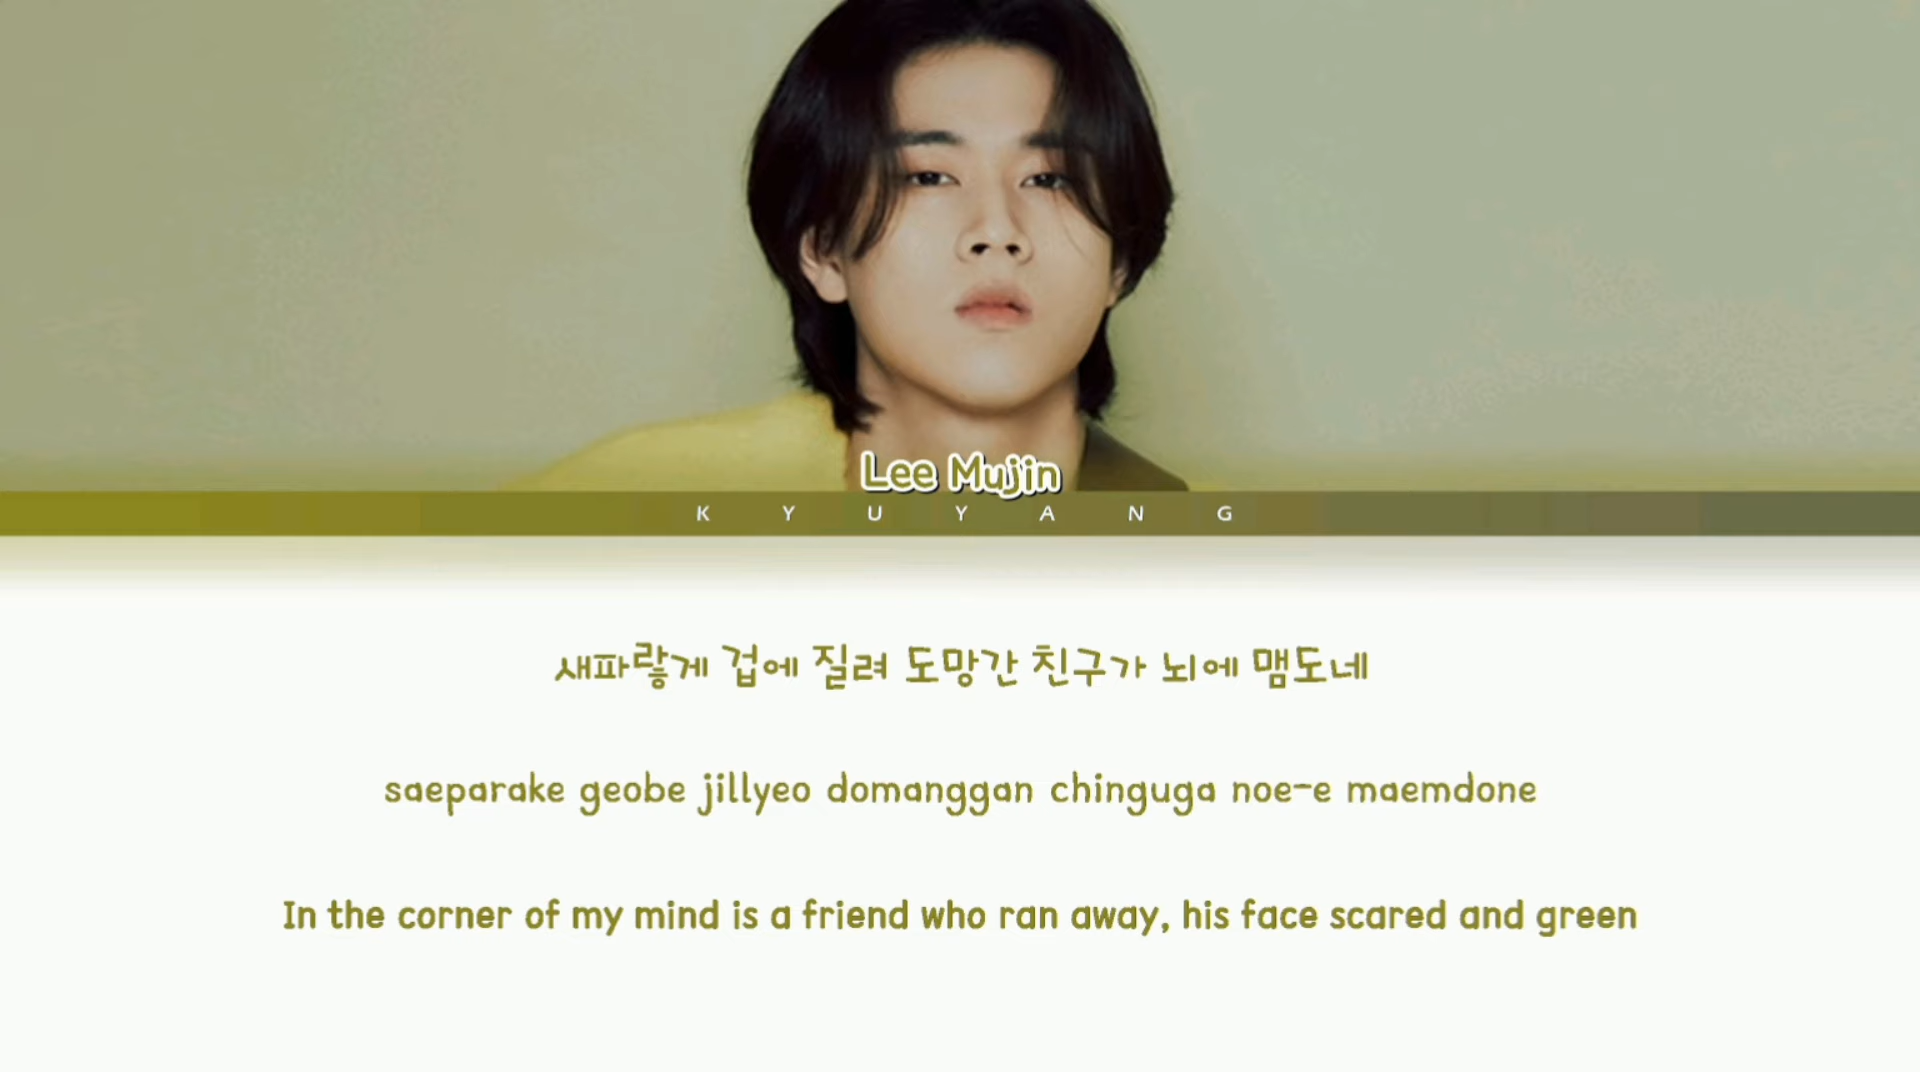 Lee Mujin
KYUYANG
새파랗게 겁에 질려 도망간 친구가 뇌에 맴도네
saeparake geobe jillyeo domanggan chinguga noe-e maemdone
In the corner of my mind is a friend who ran away, his face scared and green